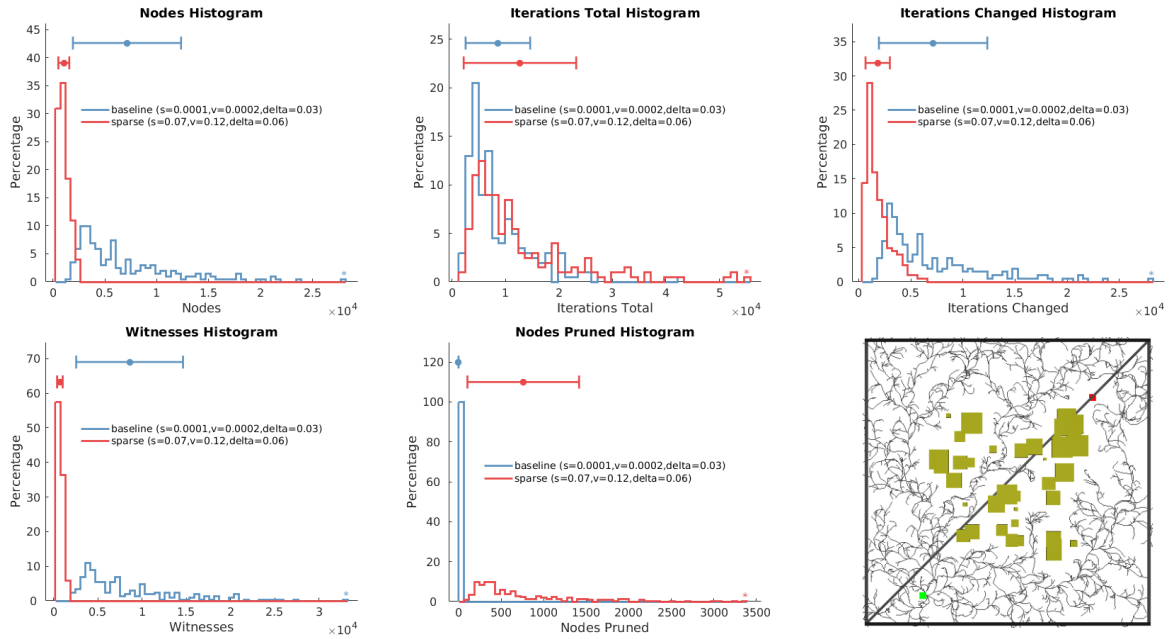 Nodes Histogram
45
40
35
30
25
20
15
10
5
0
Percentage
baseline (s=0.0001,v=0.0002,delta=0.03)
sparse (s=0.07,v=0.12,delta=0.06)
*
0 0.5 1 1.5 2 2.5
Nodes
×10^4
Iterations Total Histogram
25
20
15
10
5
0
Percentage
baseline (s=0.0001,v=0.0002,delta=0.03)
sparse (s=0.07,v=0.12,delta=0.06)
*
0 1 2 3 4 5
Iterations Total
×10^4
Iterations Changed Histogram
35
30
25
20
15
10
5
0
Percentage
baseline (s=0.0001,v=0.0002,delta=0.03)
sparse (s=0.07,v=0.12,delta=0.06)
*
0 0.5 1 1.5 2 2.5
Iterations Changed
×10^4
Witnesses Histogram
70
60
50
40
30
20
10
0
Percentage
baseline (s=0.0001,v=0.0002,delta=0.03)
sparse (s=0.07,v=0.12,delta=0.06)
*
0 1 2 3
Witnesses
×10^4
Nodes Pruned Histogram
120
100
80
60
40
20
0
Percentage
baseline (s=0.0001,v=0.0002,delta=0.03)
sparse (s=0.07,v=0.12,delta=0.06)
*
0 500 1000 1500 2000 2500 3000 3500
Nodes Pruned